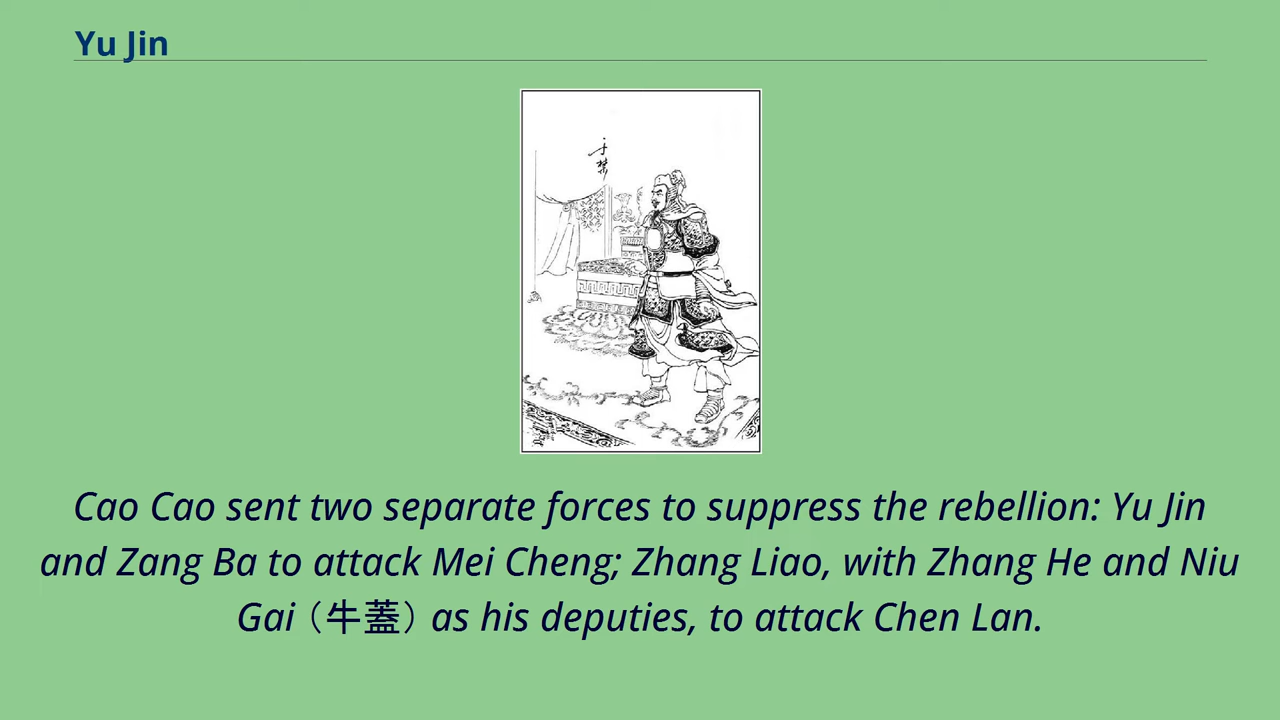 Yu Jin
于禁
Cao Cao sent two separate forces to suppress the rebellion: Yu Jin
and Zang Ba to attack Mei Cheng; Zhang Liao, with Zhang He and Niu
Gai (牛蓋) as his deputies, to attack Chen Lan.